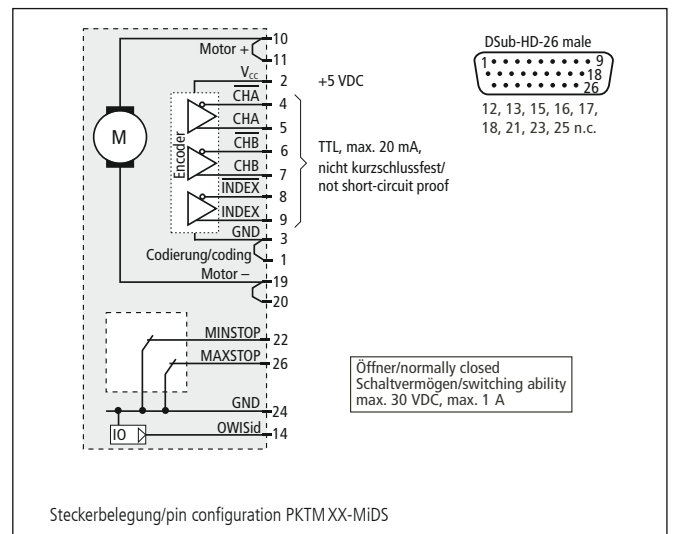 Motor +
10
11
V_CC
2
+5 VDC
CHA
4
CHA
5
CHB
6
CHB
7
INDEX
8
INDEX
9
GND
3
Codierung/coding
1
Motor –
19
20
M
Encoder
TTL, max. 20 mA,
nicht kurzschlussfest/
not short-circuit proof
DSub-HD-26 male
1
9
18
26
12, 13, 15, 16, 17,
18, 21, 23, 25 n.c.
MINSTOP
22
MAXSTOP
26
GND
24
IO
OWISid
14
Öffner/normally closed
Schaltvermögen/switching ability
max. 30 VDC, max. 1 A
Steckerbelegung/pin configuration PKTM XX-MiDS